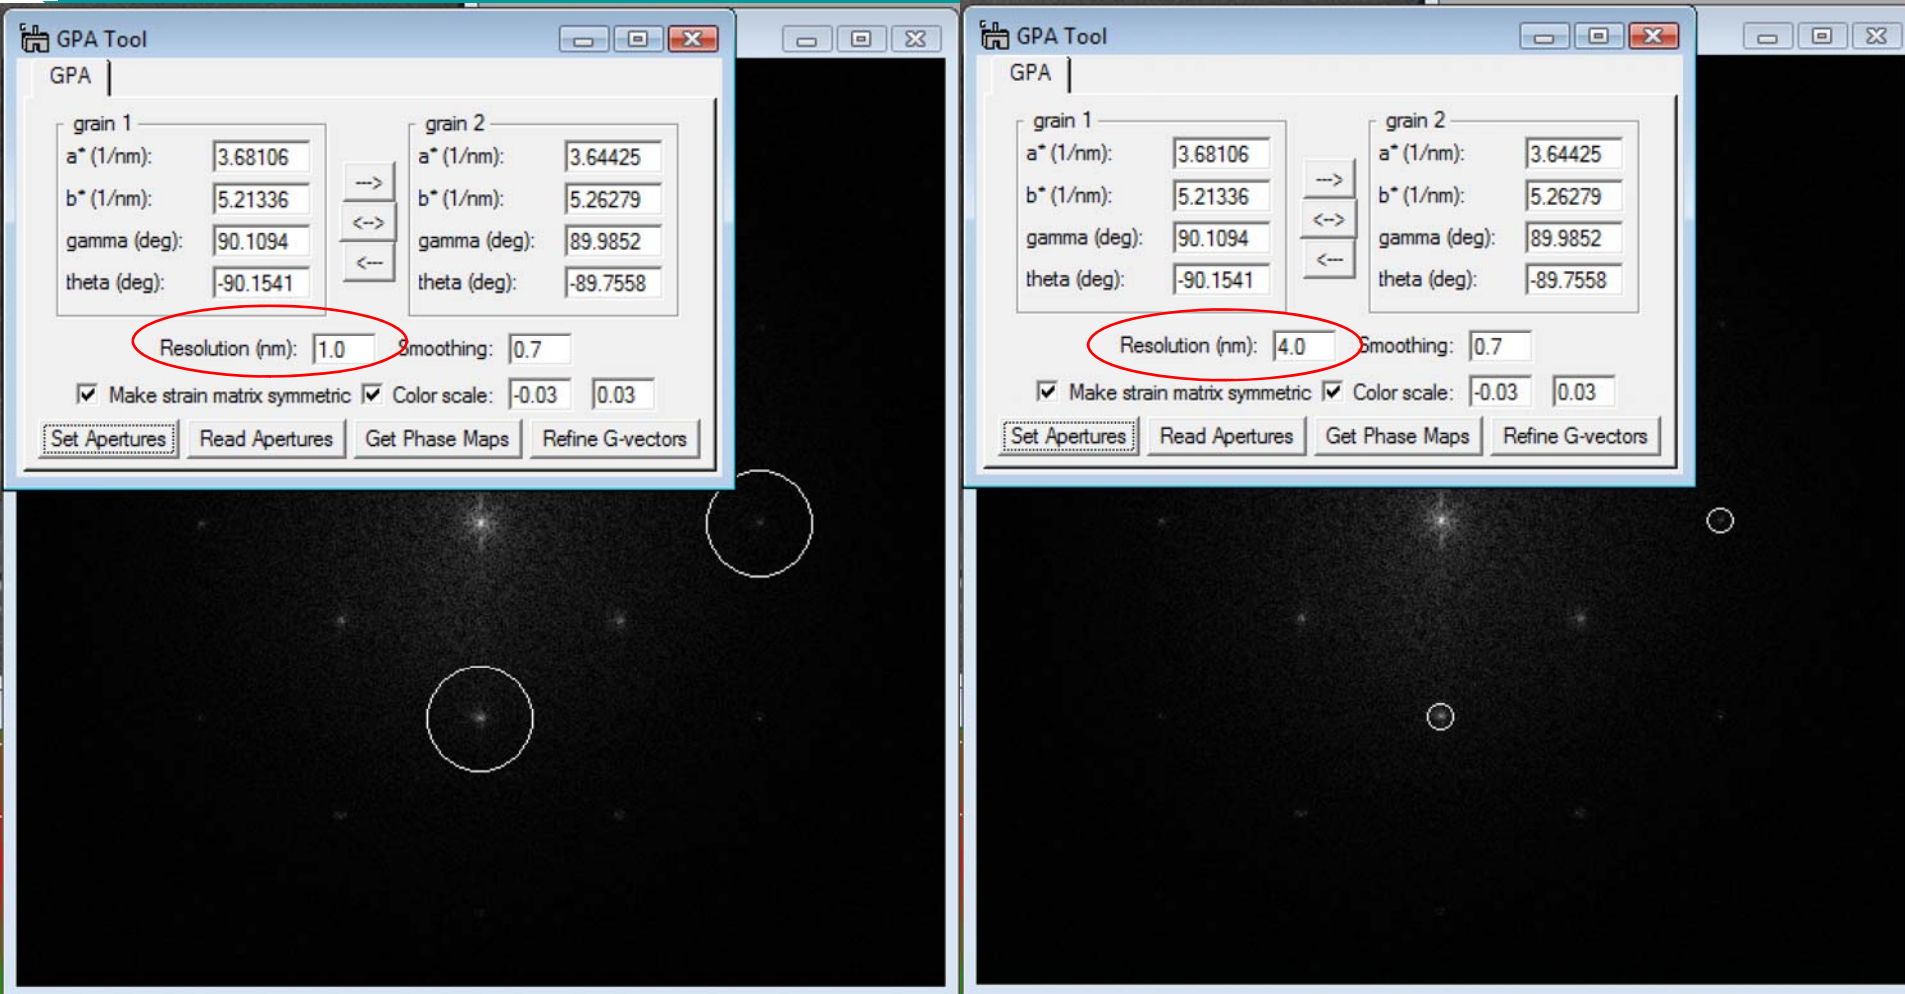 GPA Tool
GPA
grain 1 grain 2
a* (1/nm): 3.68106 a* (1/nm): 3.64425
--->
b* (1/nm): 5.21336 b* (1/nm): 5.26279
<-->
gamma (deg): 90.1094 gamma (deg): 89.9852
<---
theta (deg): -90.1541 theta (deg): -89.7558
Resolution (nm): 1.0 Smoothing: 0.7
Make strain matrix symmetric Color scale: -0.03 0.03
Set Apertures Read Apertures Get Phase Maps Refine G-vectors
GPA Tool
GPA
grain 1 grain 2
a* (1/nm): 3.68106 a* (1/nm): 3.64425
--->
b* (1/nm): 5.21336 b* (1/nm): 5.26279
<-->
gamma (deg): 90.1094 gamma (deg): 89.9852
<---
theta (deg): -90.1541 theta (deg): -89.7558
Resolution (nm): 4.0 Smoothing: 0.7
Make strain matrix symmetric Color scale: -0.03 0.03
Set Apertures Read Apertures Get Phase Maps Refine G-vectors